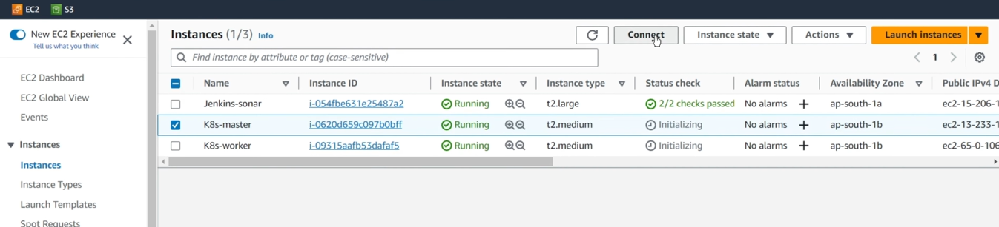 EC2 S3
New EC2 Experience
Tell us what you think
EC2 Dashboard
EC2 Global View
Events
Instances
Instances
Instance Types
Launch Templates
Spot Requests
Instances (1/3) Info
Connect Instance state Actions Launch instances
Find instance by attribute or tag (case-sensitive) 1
Name Instance ID Instance state Instance type Status check Alarm status Availability Zone Public IPv4 D
Jenkins-sonar i-054fbe631e25487a2 Running t2.large 2/2 checks passed No alarms + ap-south-1a ec2-15-206-1
K8s-master i-0620d659c097b0bff Running t2.medium Initializing No alarms + ap-south-1b ec2-13-233-1
K8s-worker i-09315aafb53dafaf5 Running t2.medium Initializing No alarms + ap-south-1b ec2-65-0-106